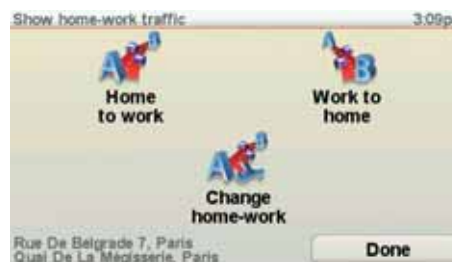 Show home-work traffic 3:09p
A B
A B
Home
to work
Work to
home
A B
Change
home-work
Rue De Belgrade 7, Paris
Quai De La Mégisserie, Paris
Done